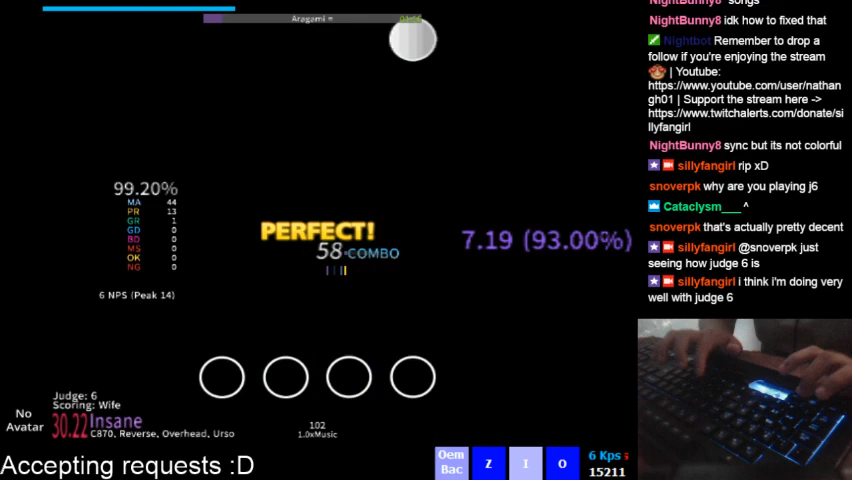 Aragami =
99.20%
MA 44
PR 13
GR 1
GD 0
BD 0
MS 0
OK 0
NG 0
6 NPS (Peak 14)
PERFECT!
58 COMBO
7.19 (93.00%)
Judge: 6
Scoring: Wife
No
Avatar
30.22 Insane
C870, Reverse, Overhead, Urso
102
1.0xMusic
Accepting requests :D
Oem
Bac
Z
I
O
6 Kps
15211
NightBunny8 songs
NightBunny8 idk how to fixed that
Nightbot Remember to drop a
follow if you're enjoying the stream
| Youtube:
https://www.youtube.com/user/nathan
gh01 | Support the stream here ->
https://www.twitchalerts.com/donate/si
llyfangirl
NightBunny8 sync but its not colorful
sillyfangirl rip xD
snoverpk why are you playing j6
Cataclysm___ ^
snoverpk that's actually pretty decent
sillyfangirl @snoverpk just
seeing how judge 6 is
sillyfangirl i think i'm doing very
well with judge 6